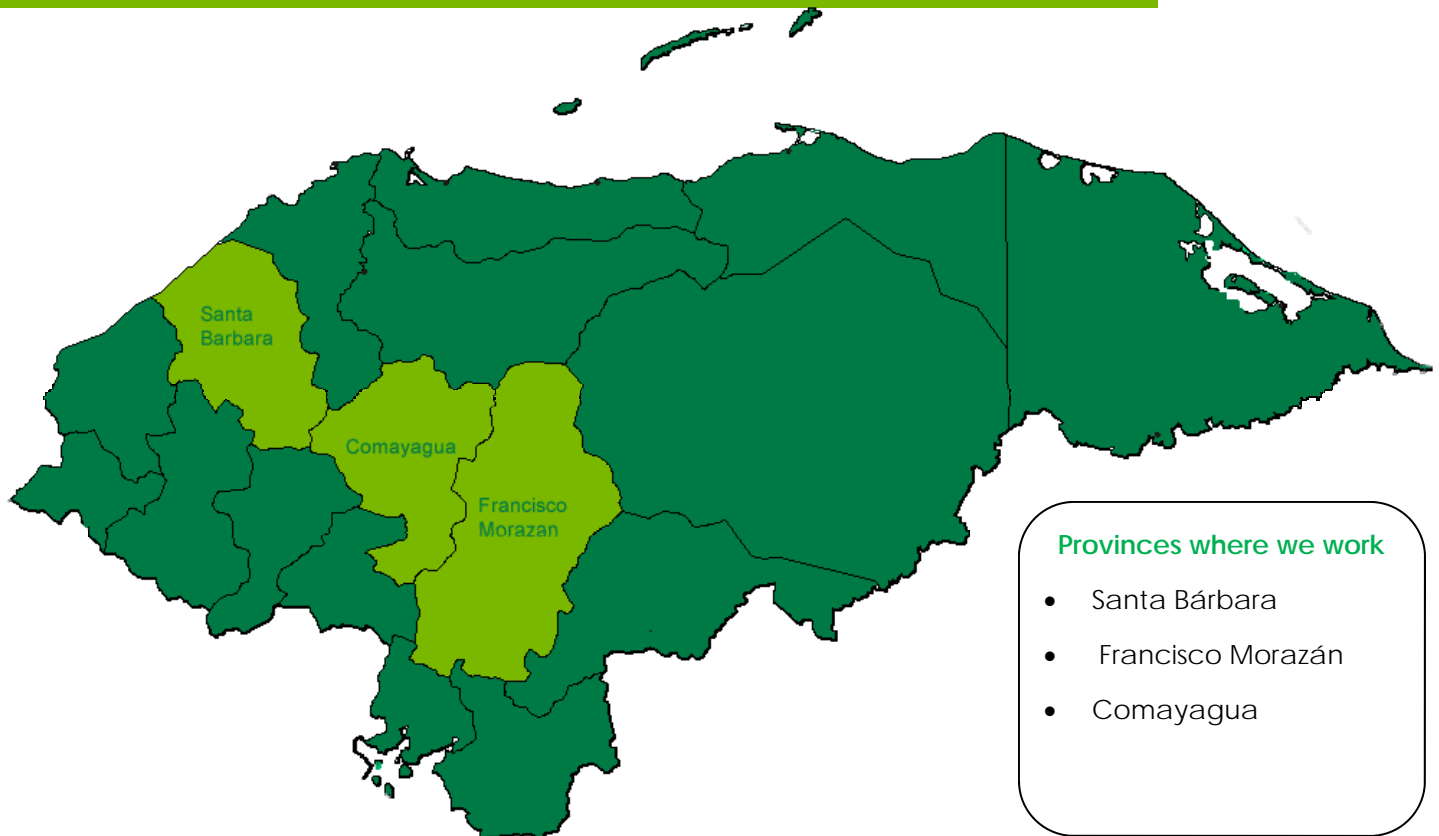 Santa
Barbara
Comayagua
Francisco
Morazan
Provinces where we work
• Santa Bárbara
• Francisco Morazán
• Comayagua